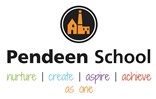 Pendeen School
nurture | create | aspire | achieve
as one